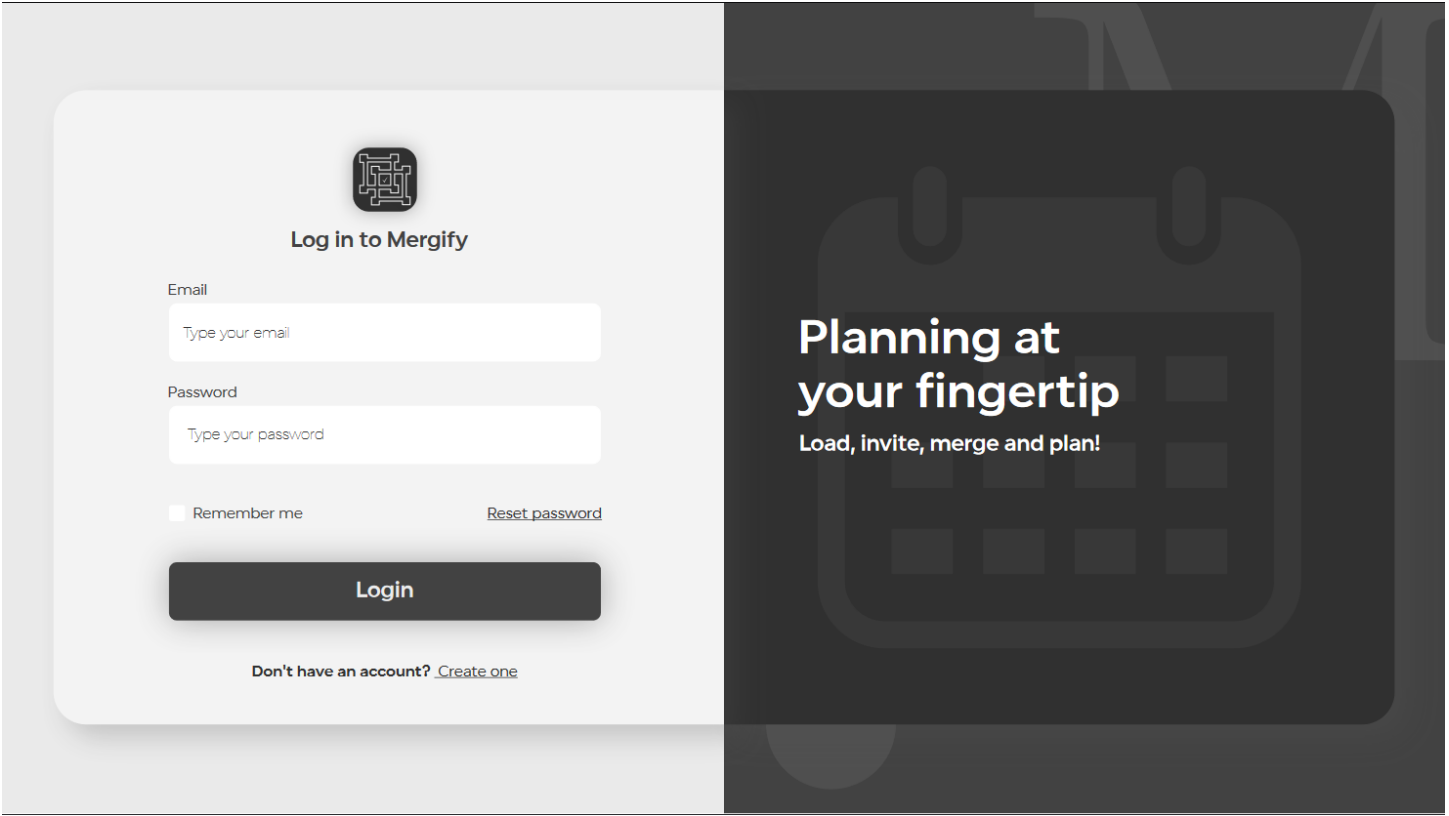 Log in to Mergify
Email
Type your email
Password
Type your password
Remember me
Reset password
Login
Don't have an account? Create one
Planning at
your fingertip
Load, invite, merge and plan!